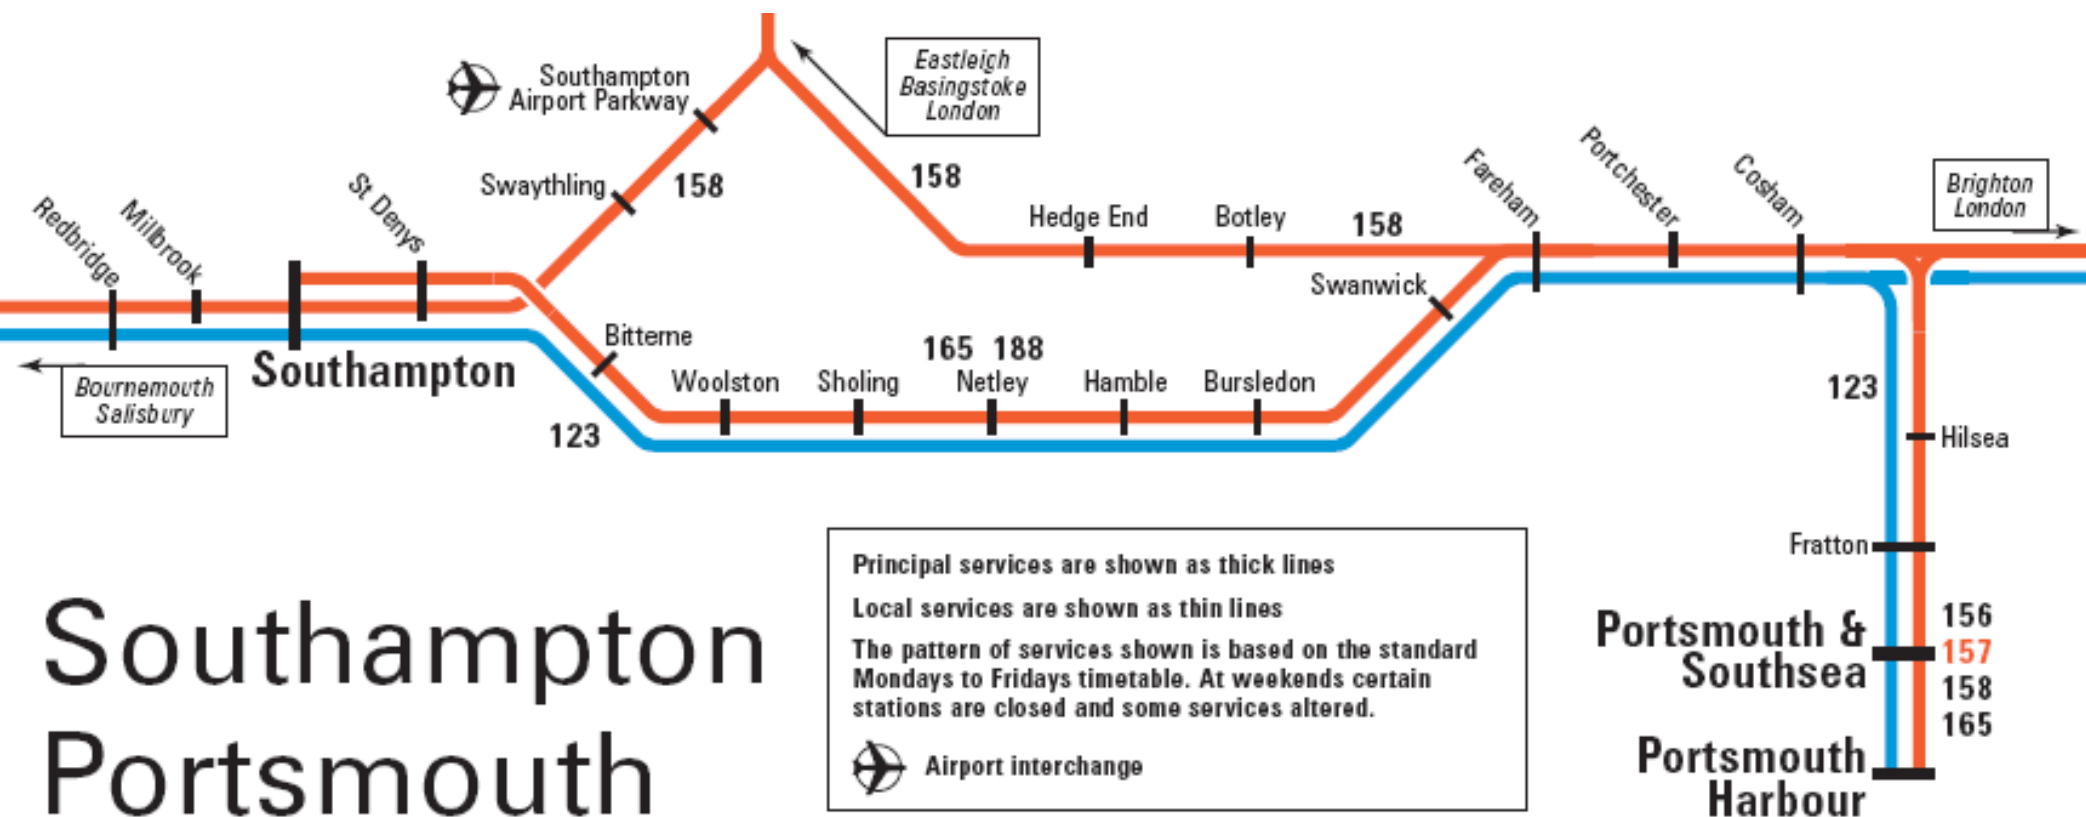 Eastleigh
Basingstoke
London
Southampton
Airport Parkway
Swaythling
158
158
St Denys
Redbridge
Millbrook
Hedge End
Botley
158
Fareham
Portchester
Cosham
Brighton
London
Swanwick
Bournemouth
Salisbury
Southampton
Bitterne
123
Woolston
Sholing
165 188
Netley
Hamble
Bursledon
123
Hilsea
Fratton
Portsmouth &
Southsea
156
157
158
165
Portsmouth
Harbour
Southampton
Portsmouth
Principal services are shown as thick lines
Local services are shown as thin lines
The pattern of services shown is based on the standard
Mondays to Fridays timetable. At weekends certain
stations are closed and some services altered.
Airport interchange